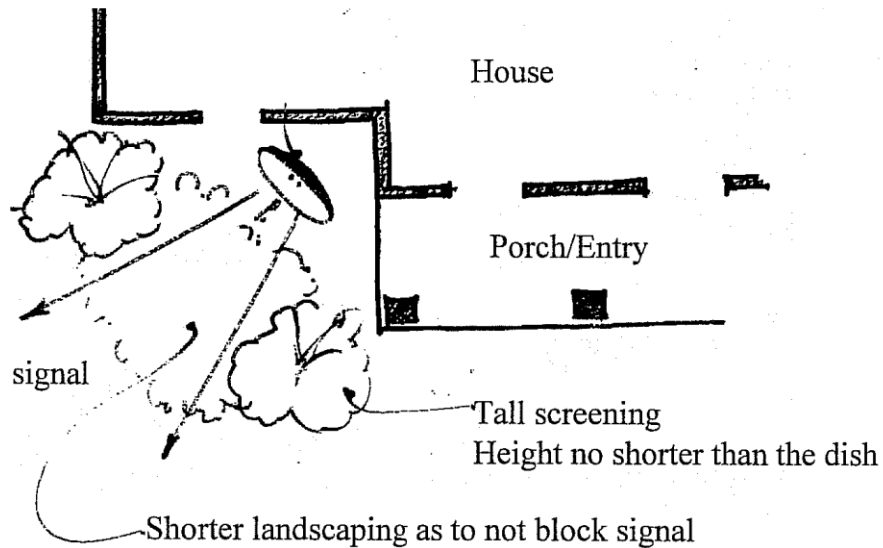 House
Porch/Entry
signal
Tall screening
Height no shorter than the dish
Shorter landscaping as to not block signal